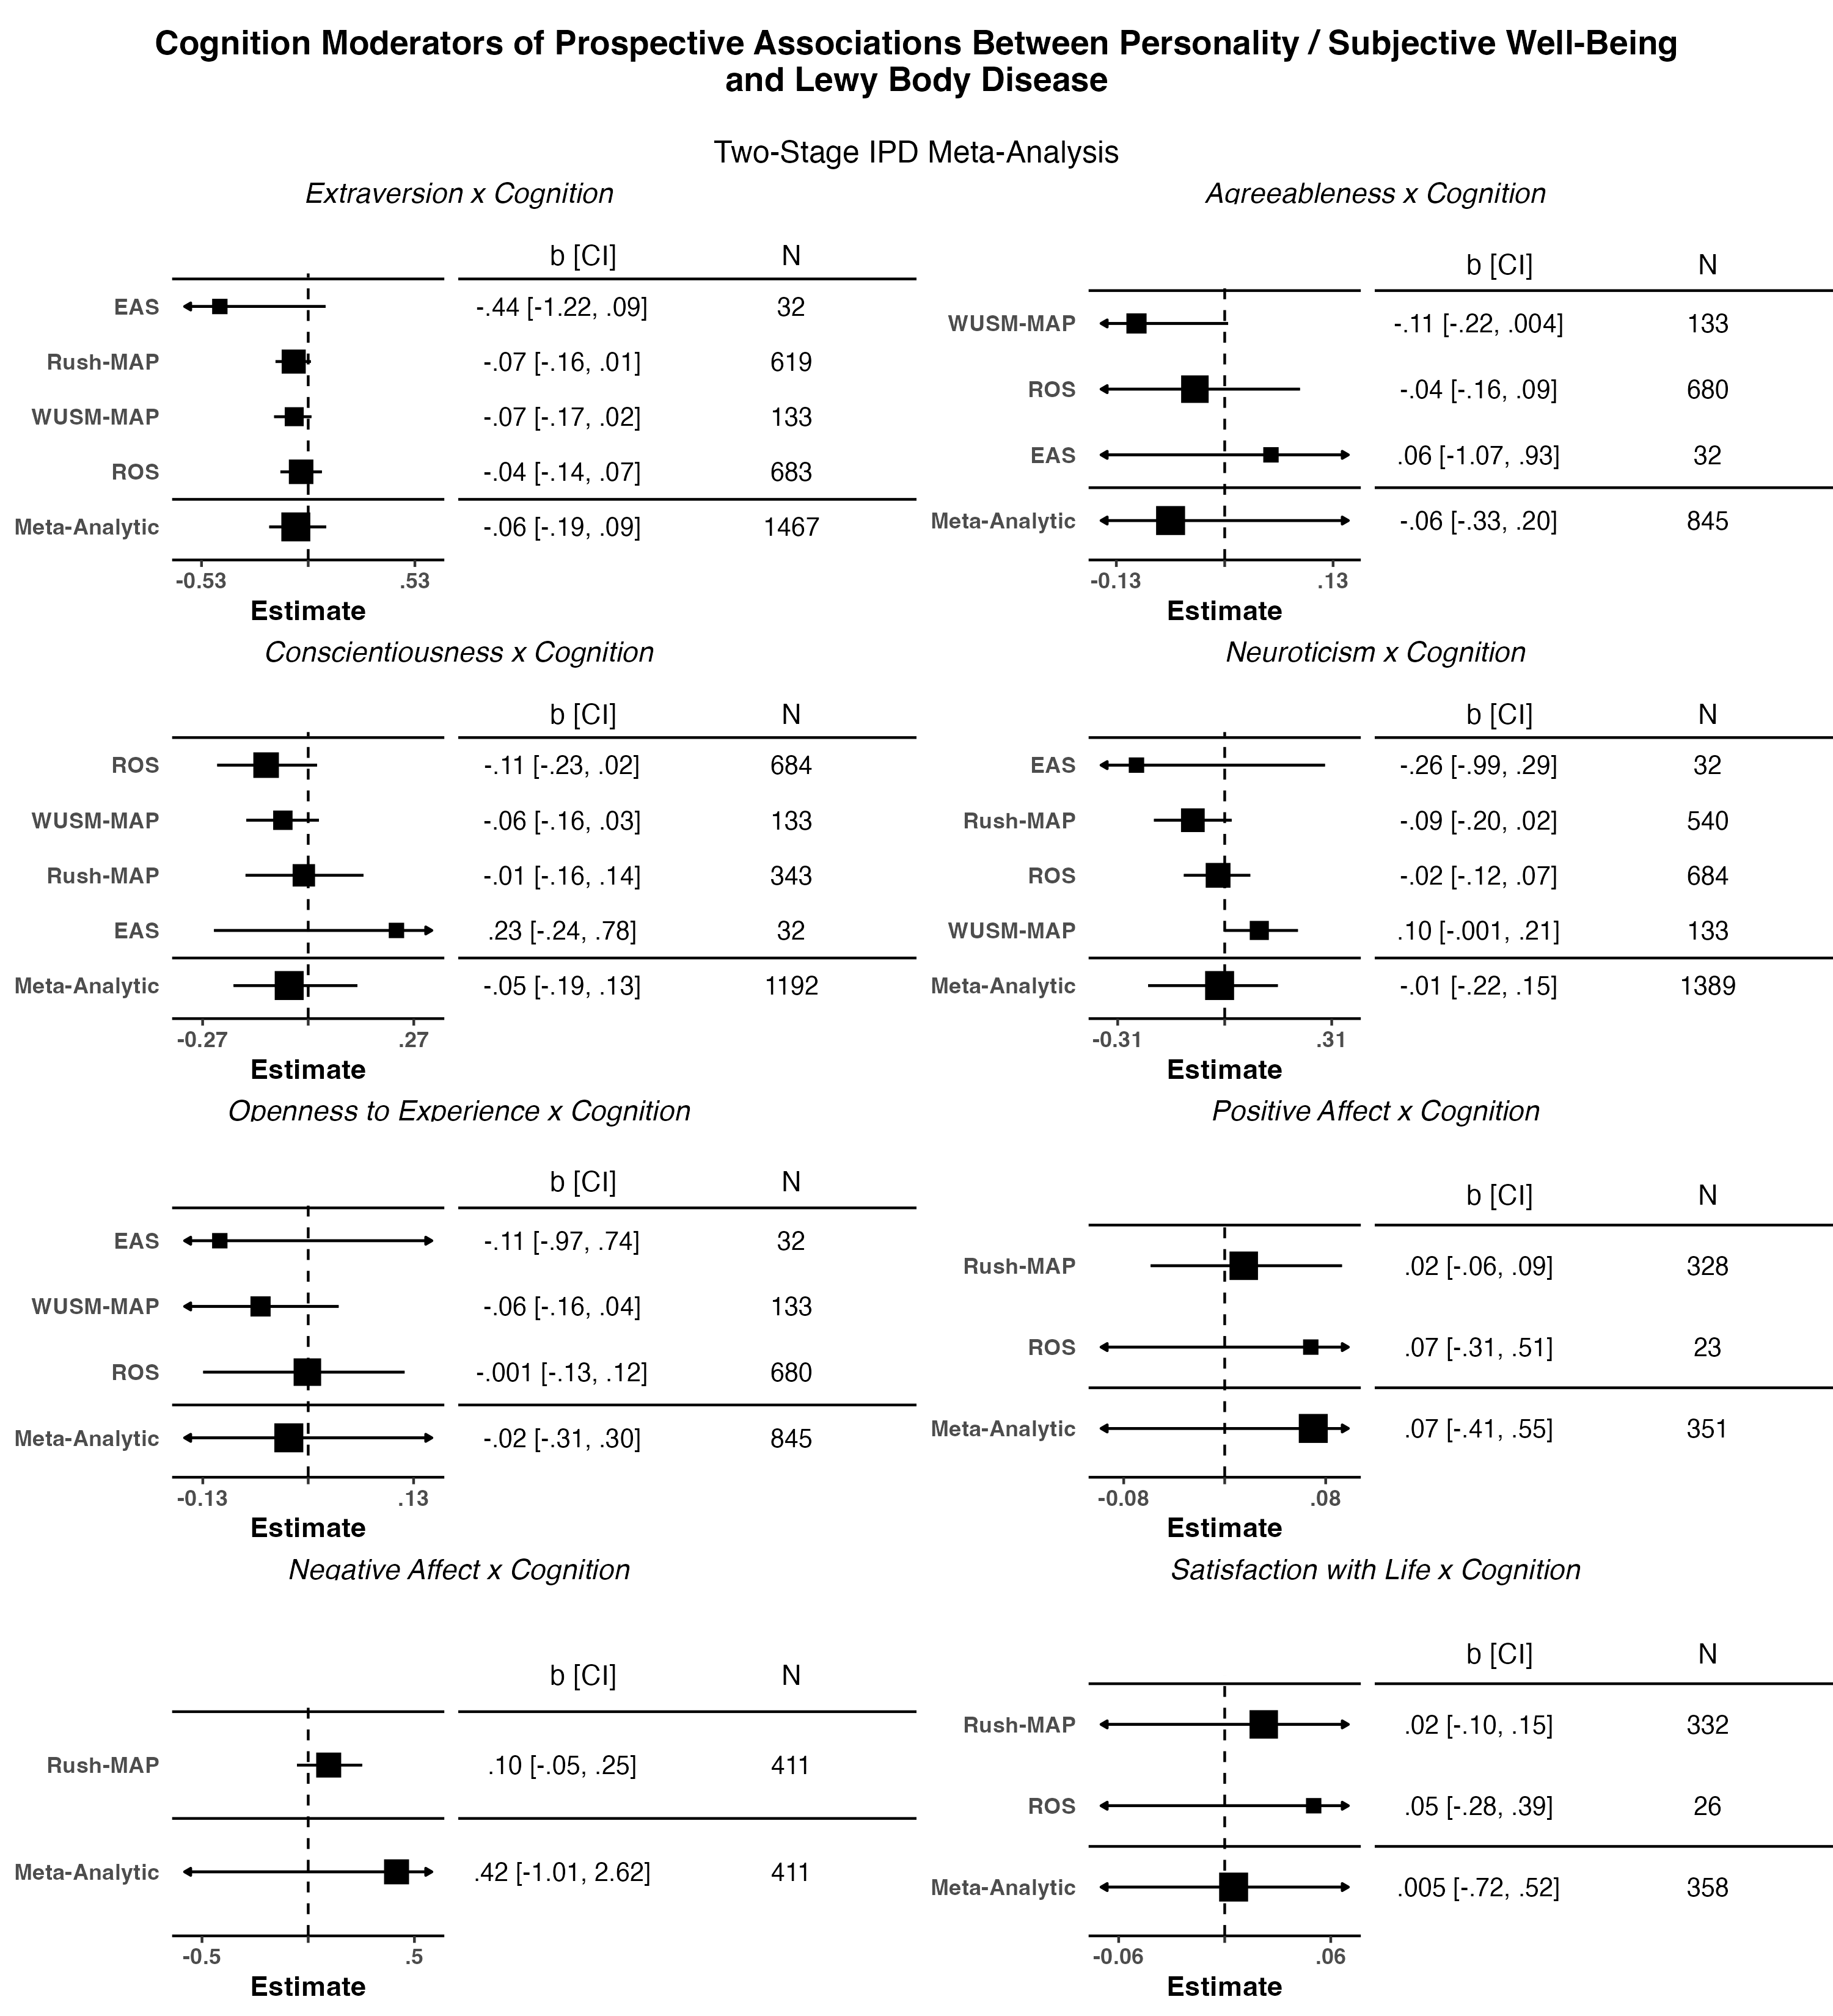 Cognition Moderators of Prospective Associations Between Personality / Subjective Well-Being
and Lewy Body Disease
Two-Stage IPD Meta-Analysis
Extraversion x Cognition
b [CI] N
EAS -.44 [-1.22, .09] 32
Rush-MAP -.07 [-.16, .01] 619
WUSM-MAP -.07 [-.17, .02] 133
ROS -.04 [-.14, .07] 683
Meta-Analytic -.06 [-.19, .09] 1467
-0.53 .53
Estimate
Agreeableness x Cognition
b [CI] N
WUSM-MAP -.11 [-.22, .004] 133
ROS -.04 [-.16, .09] 680
EAS .06 [-1.07, .93] 32
Meta-Analytic -.06 [-.33, .20] 845
-0.13 .13
Estimate
Conscientiousness x Cognition
b [CI] N
ROS -.11 [-.23, .02] 684
WUSM-MAP -.06 [-.16, .03] 133
Rush-MAP -.01 [-.16, .14] 343
EAS .23 [-.24, .78] 32
Meta-Analytic -.05 [-.19, .13] 1192
-0.27 .27
Estimate
Neuroticism x Cognition
b [CI] N
EAS -.26 [-.99, .29] 32
Rush-MAP -.09 [-.20, .02] 540
ROS -.02 [-.12, .07] 684
WUSM-MAP .10 [-.001, .21] 133
Meta-Analytic -.01 [-.22, .15] 1389
-0.31 .31
Estimate
Openness to Experience x Cognition
b [CI] N
EAS -.11 [-.97, .74] 32
WUSM-MAP -.06 [-.16, .04] 133
ROS -.001 [-.13, .12] 680
Meta-Analytic -.02 [-.31, .30] 845
-0.13 .13
Estimate
Positive Affect x Cognition
b [CI] N
Rush-MAP .02 [-.06, .09] 328
ROS .07 [-.31, .51] 23
Meta-Analytic .07 [-.41, .55] 351
-0.08 .08
Estimate
Negative Affect x Cognition
b [CI] N
Rush-MAP .10 [-.05, .25] 411
Meta-Analytic .42 [-1.01, 2.62] 411
-0.5 .5
Estimate
Satisfaction with Life x Cognition
b [CI] N
Rush-MAP .02 [-.10, .15] 332
ROS .05 [-.28, .39] 26
Meta-Analytic .005 [-.72, .52] 358
-0.06 .06
Estimate